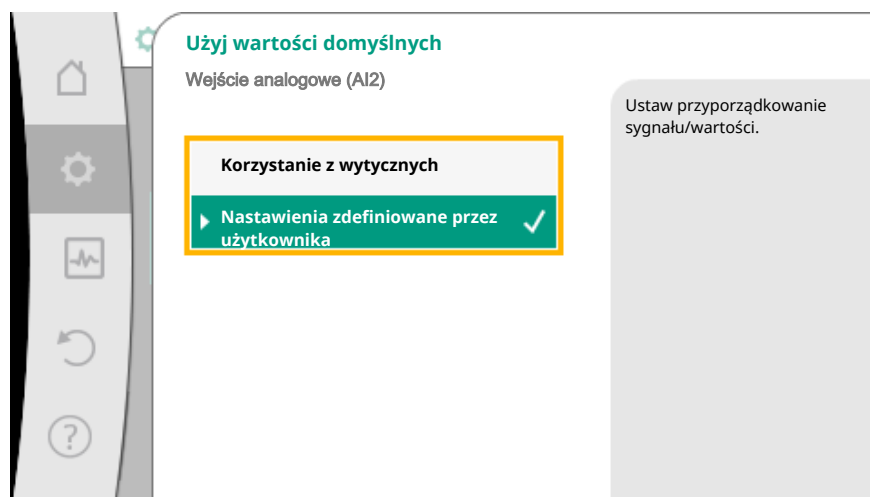 Użyj wartości domyślnych
Wejście analogowe (AI2)
Ustaw przyporządkowanie
sygnału/wartości.
Korzystanie z wytycznych
Nastawienia zdefiniowane przez
użytkownika